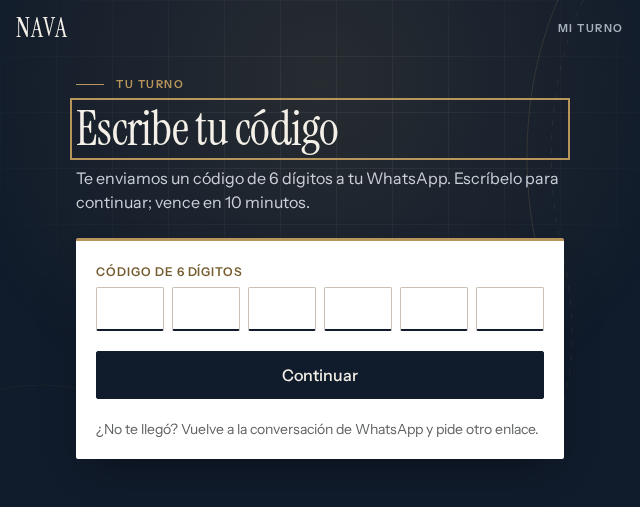 NAVA
MI TURNO
TU TURNO
Escribe tu código
Te enviamos un código de 6 dígitos a tu WhatsApp. Escríbelo para
continuar; vence en 10 minutos.
CÓDIGO DE 6 DÍGITOS
Continuar
¿No te llegó? Vuelve a la conversación de WhatsApp y pide otro enlace.